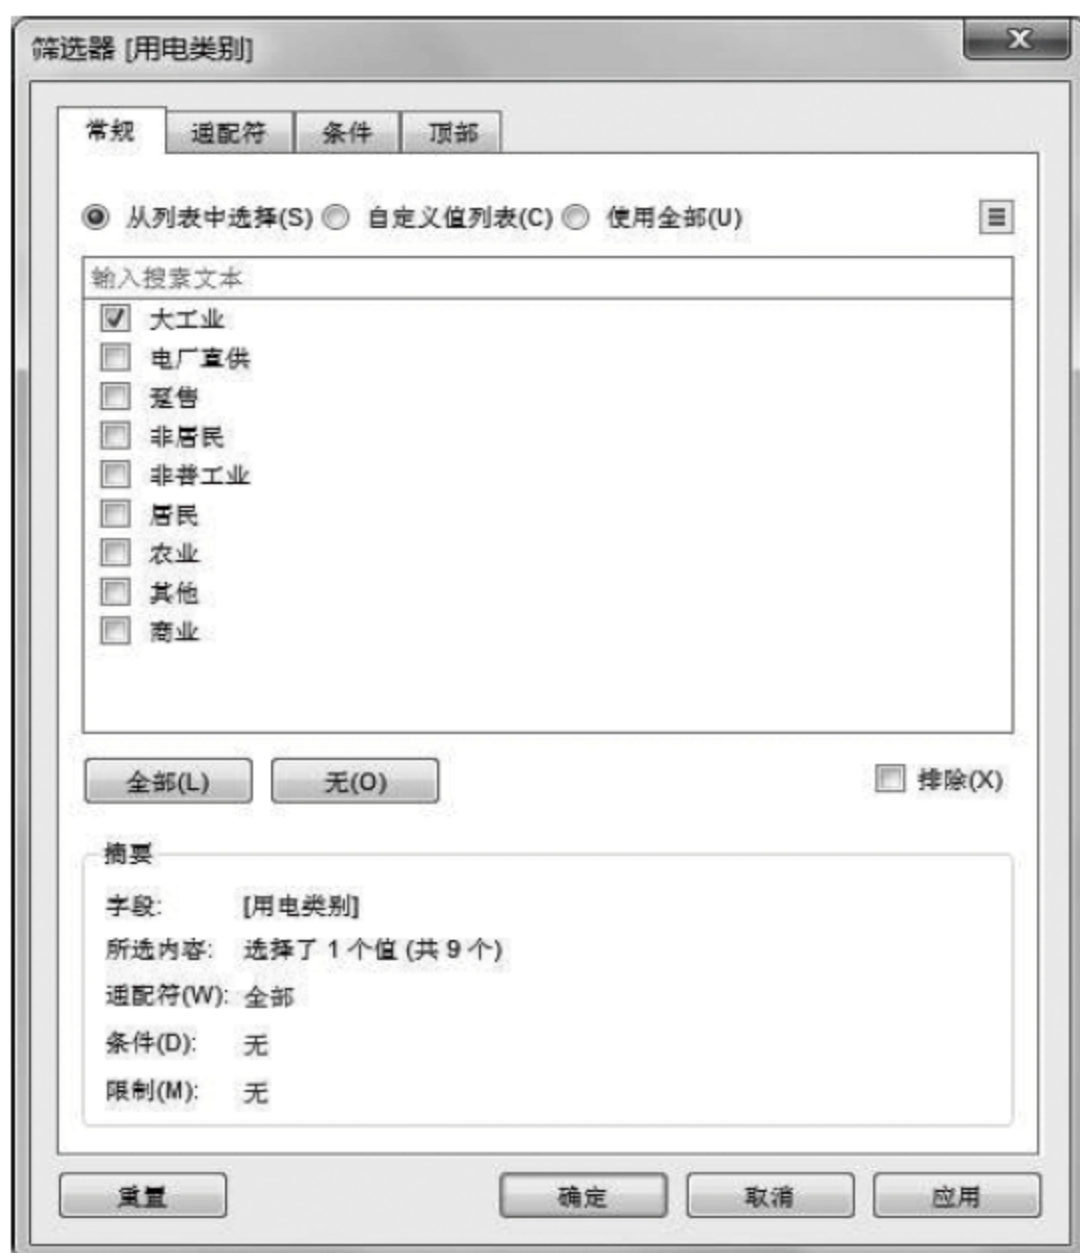 筛选器 [用电类别]
常规 通配符 条件 顶部
从列表中选择(S) 自定义值列表(C) 使用全部(U)
输入搜索文本
大工业
电厂直供
趸售
非居民
非普工业
居民
农业
其他
商业
全部(L) 无(O) 排除(X)
摘要
字段: [用电类别]
所选内容: 选择了 1 个值 (共 9 个)
通配符(W): 全部
条件(D): 无
限制(M): 无
重置 确定 取消 应用